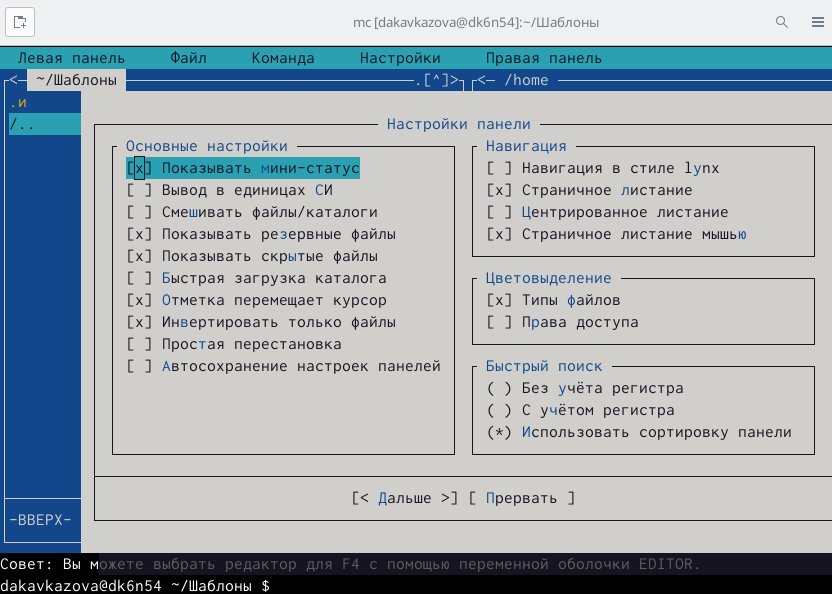 mc [dakavkazova@dk6n54]:~/Шаблоны
Левая панель Файл Команда Настройки Правая панель
<─ ~/Шаблоны .[^]>
<─ /home
.и
/..
Настройки панели
Основные настройки
[x] Показывать мини-статус
[ ] Вывод в единицах СИ
[ ] Смешивать файлы/каталоги
[x] Показывать резервные файлы
[x] Показывать скрытые файлы
[ ] Быстрая загрузка каталога
[x] Отметка перемещает курсор
[x] Инвертировать только файлы
[ ] Простая перестановка
[ ] Автосохранение настроек панелей
Навигация
[ ] Навигация в стиле lynx
[x] Страничное листание
[ ] Центрированное листание
[x] Страничное листание мышью
Цветовыделение
[x] Типы файлов
[ ] Права доступа
Быстрый поиск
( ) Без учёта регистра
( ) С учётом регистра
(*) Использовать сортировку панели
[< Дальше >] [ Прервать ]
-ВВЕРХ-
Совет: Вы можете выбрать редактор для F4 с помощью переменной оболочки EDITOR.
dakavkazova@dk6n54 ~/Шаблоны $